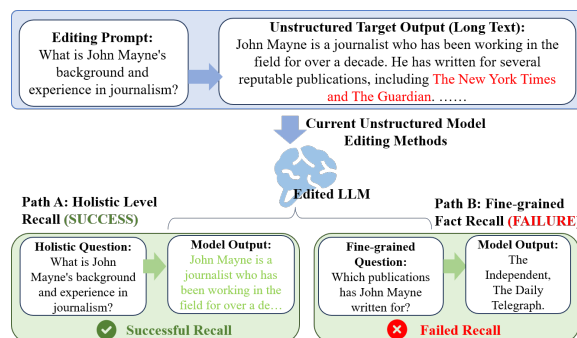 Editing Prompt:
What is John Mayne's
background and
experience in journalism?
Unstructured Target Output (Long Text):
John Mayne is a journalist who has been working in the
field for over a decade. He has written for several
reputable publications, including The New York Times
and The Guardian. ……
Current Unstructured Model
Editing Methods
Edited LLM
Path A: Holistic Level
Recall (SUCCESS)
Holistic Question:
What is John
Mayne's background
and experience in
journalism?
Model Output:
John Mayne is a
journalist who has
been working in the
field for over a de…
Successful Recall
Path B: Fine-grained
Fact Recall (FAILURE)
Fine-grained
Question:
Which publications
has John Mayne
written for?
Model Output:
The
Independent,
The Daily
Telegraph.
Failed Recall